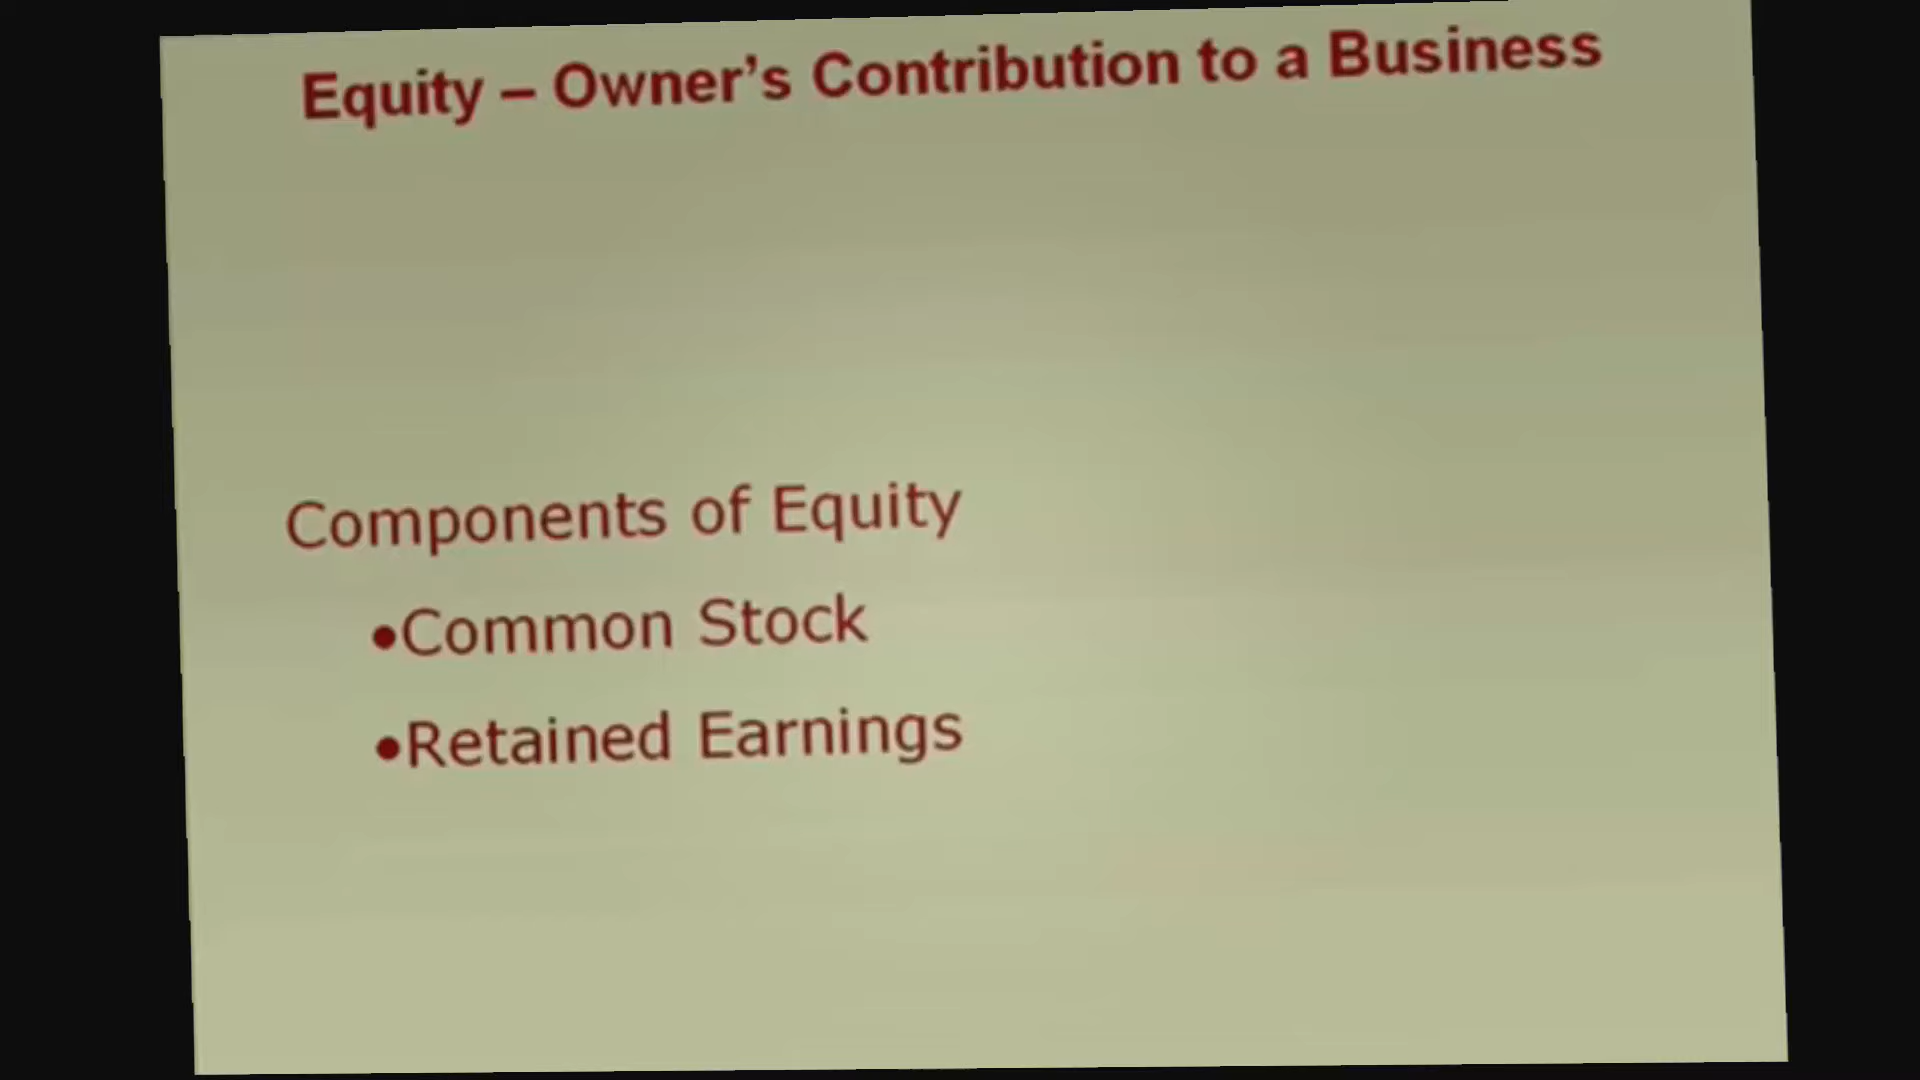 Equity – Owner’s Contribution to a Business
Components of Equity
•Common Stock
•Retained Earnings